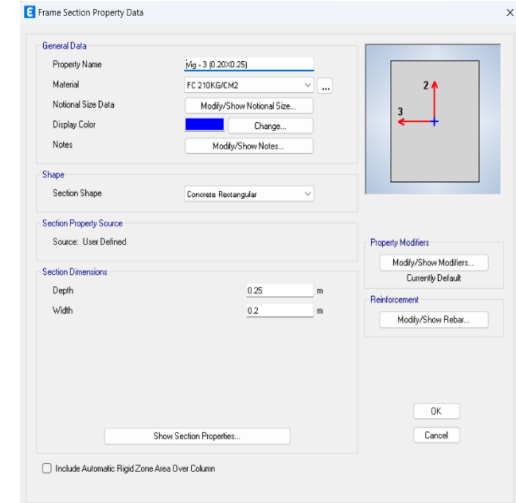 E Frame Section Property Data
General Data
Property Name Vig - 3 (0.20X0.25)
Material FC 210KG/CM2 ...
Notional Size Data Modify/Show Notional Size...
Display Color Change...
Notes Modify/Show Notes...
2
3
Shape
Section Shape Concrete Rectangular
Section Property Source
Source: User Defined
Property Modifiers
Modify/Show Modifiers...
Currently Default
Section Dimensions
Depth 0.25 m
Width 0.2 m
Reinforcement
Modify/Show Rebar...
OK
Show Section Properties...
Cancel
Include Automatic Rigid Zone Area Over Column